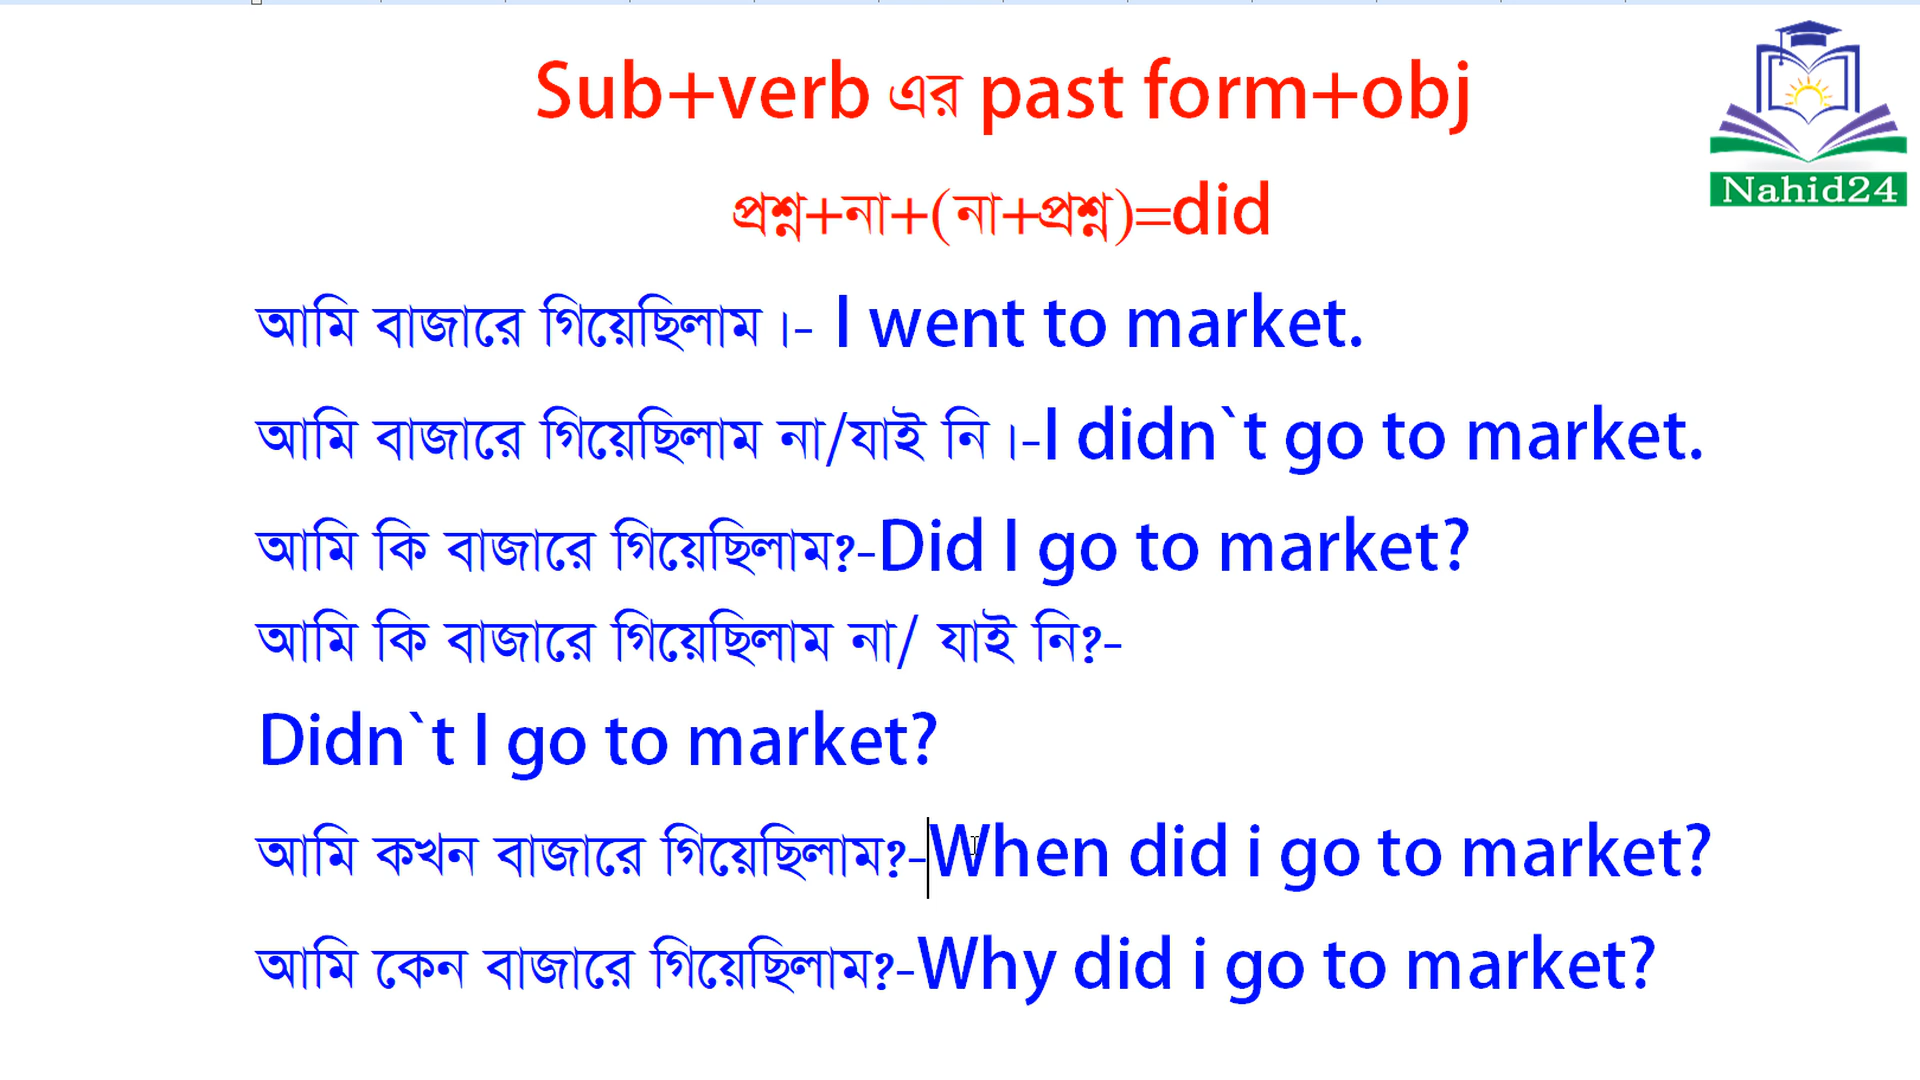 Sub+verb এর past form+obj
Nahid24
প্রশ্ন+না+(না+প্রশ্ন)=did
আমি বাজারে গিয়েছিলাম।- I went to market.
আমি বাজারে গিয়েছিলাম না/যাই নি।-I didn`t go to market.
আমি কি বাজারে গিয়েছিলাম?-Did I go to market?
আমি কি বাজারে গিয়েছিলাম না/ যাই নি?-
Didn`t I go to market?
আমি কখন বাজারে গিয়েছিলাম?-When did i go to market?
আমি কেন বাজারে গিয়েছিলাম?-Why did i go to market?